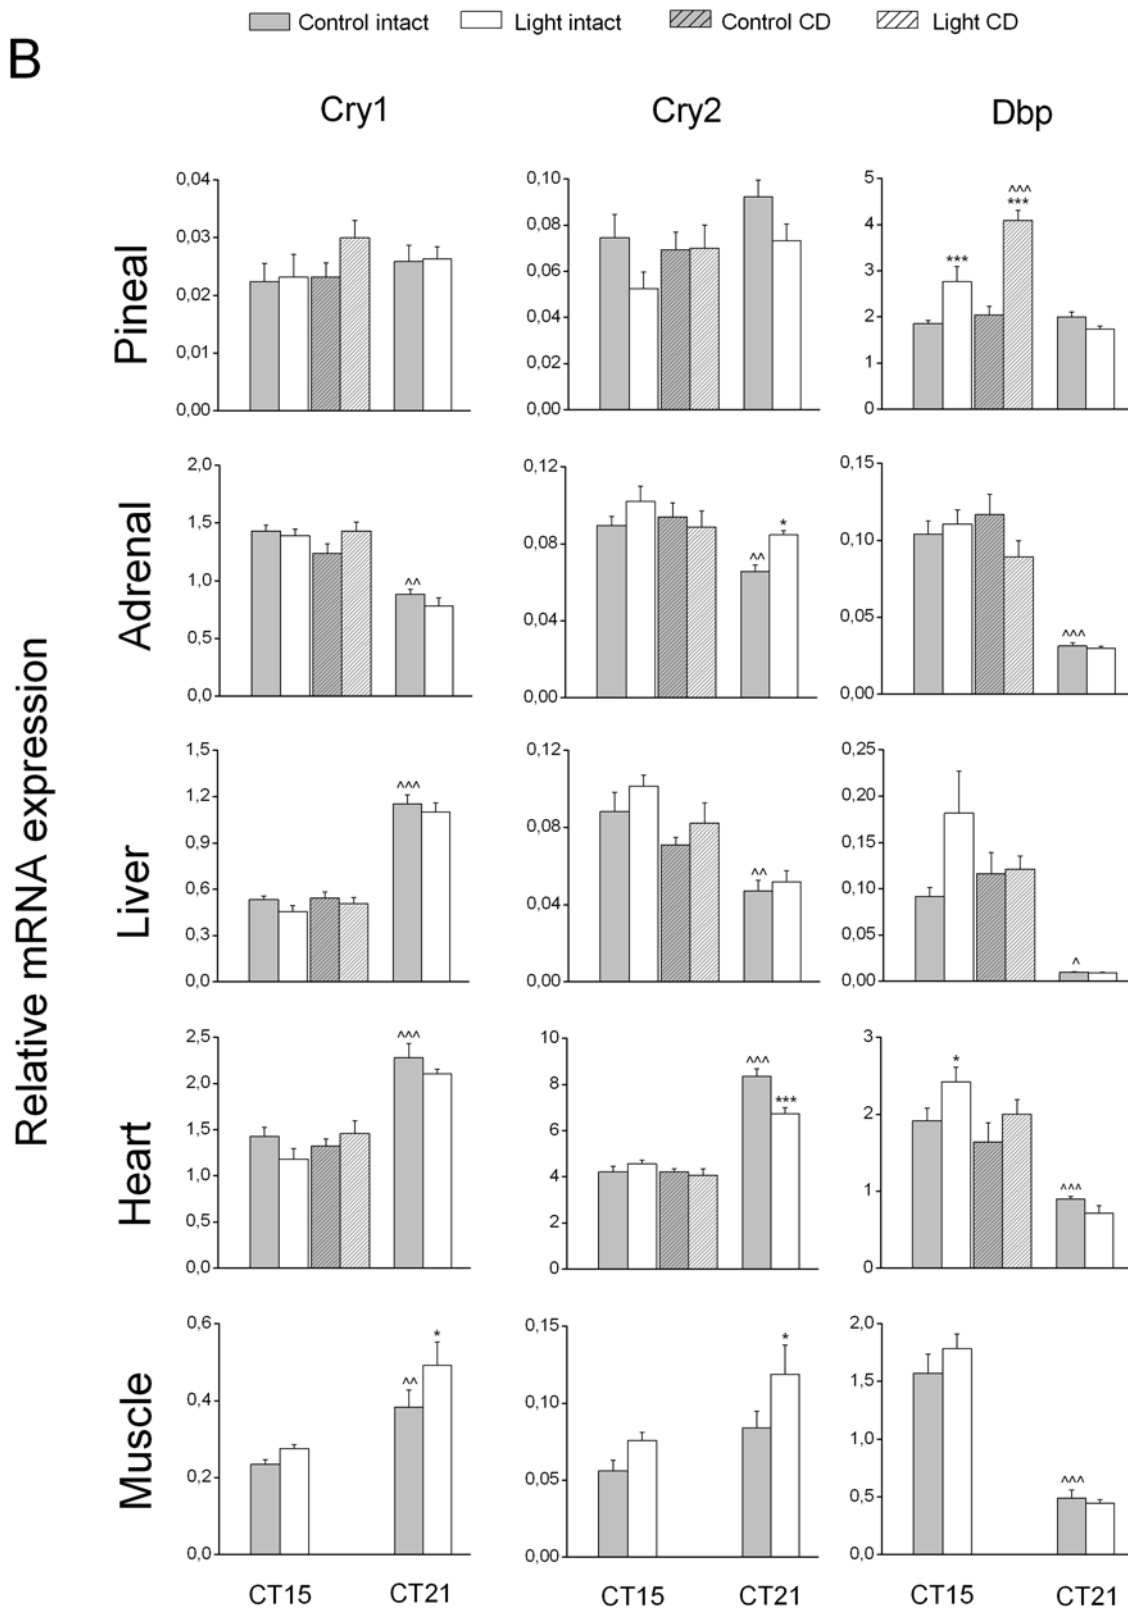 Control intact Light intact Control CD Light CD
B
Cry1 Cry2 Dbp
Relative mRNA expression
Pineal
0,04 0,10 5
^^^
0,03 0,08 4 ***
***
0,06 3
0,02
0,04 2
0,01
0,02 1
0,00 0,00 0
Adrenal
2,0 0,12 0,15
1,5 *
0,08 0,10
^^
1,0 ^^
0,04 0,05
0,5 ^^^
0,0 0,00 0,00
Liver
1,5 0,12 0,25
1,2 ^^^ 0,20
0,9 0,08 0,15
0,6 ^^ 0,10
0,04
0,3 0,05
^
0,0 0,00 0,00
Heart
2,5 ^^^ 10 3
2,0 8 ^^^ *
***
1,5 6 2
1,0 4
1 ^^^
0,5 2
0,0 0 0
Muscle
0,6 * 0,15 * 2,0
0,4 ^^ 0,10 1,5
1,0
0,2 0,05
0,5 ^^^
0,0 0,00 0,0
CT15 CT21 CT15 CT21 CT15 CT21